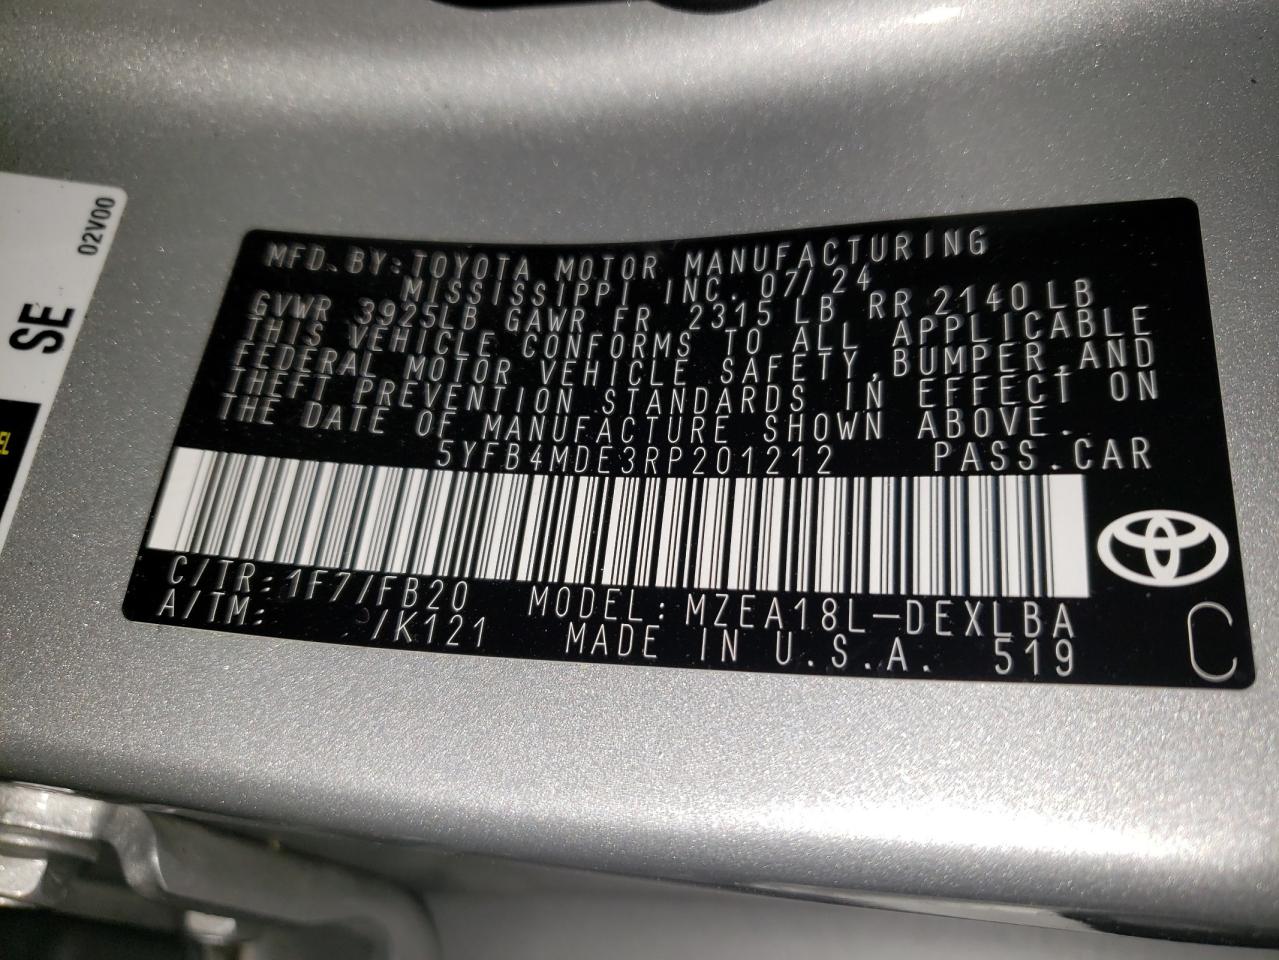 02V00
SE
EL
MFD. BY: TOYOTA MOTOR MANUFACTURING
MISSISSIPPI INC. 07/24
GVWR 3925LB GAWR FR 2315 LB RR 2140 LB
THIS VEHICLE CONFORMS TO ALL APPLICABLE
FEDERAL MOTOR VEHICLE SAFETY, BUMPER, AND
THEFT PREVENTION STANDARDS IN EFFECT ON
THE DATE OF MANUFACTURE SHOWN ABOVE.
5YFB4MDE3RP201212 PASS.CAR
C/TR: 1F7/FB20 MODEL: MZEA18L-DEXLBA
A/TM: /K121 MADE IN U.S.A. 519
C